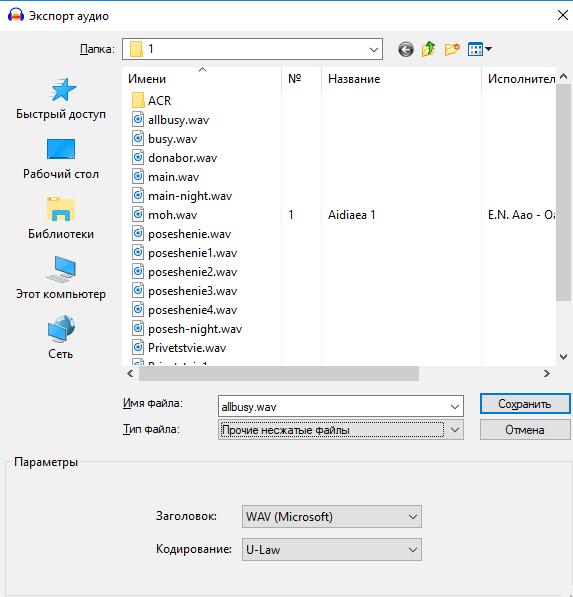 Экспорт аудио
Папка: 1
Имени № Название Исполнител
Быстрый доступ
Рабочий стол
Библиотеки
Этот компьютер
Сеть
ACR
allbusy.wav
busy.wav
donabor.wav
main.wav
main-night.wav
moh.wav 1 Aidiaea 1 E.N. Aao - Oa
poseshenie.wav
poseshenie1.wav
poseshenie2.wav
poseshenie3.wav
poseshenie4.wav
posesh-night.wav
Privetstvie.wav
Имя файла: allbusy.wav Сохранить
Тип файла: Прочие несжатые файлы Отмена
Параметры
Заголовок: WAV (Microsoft)
Кодирование: U-Law